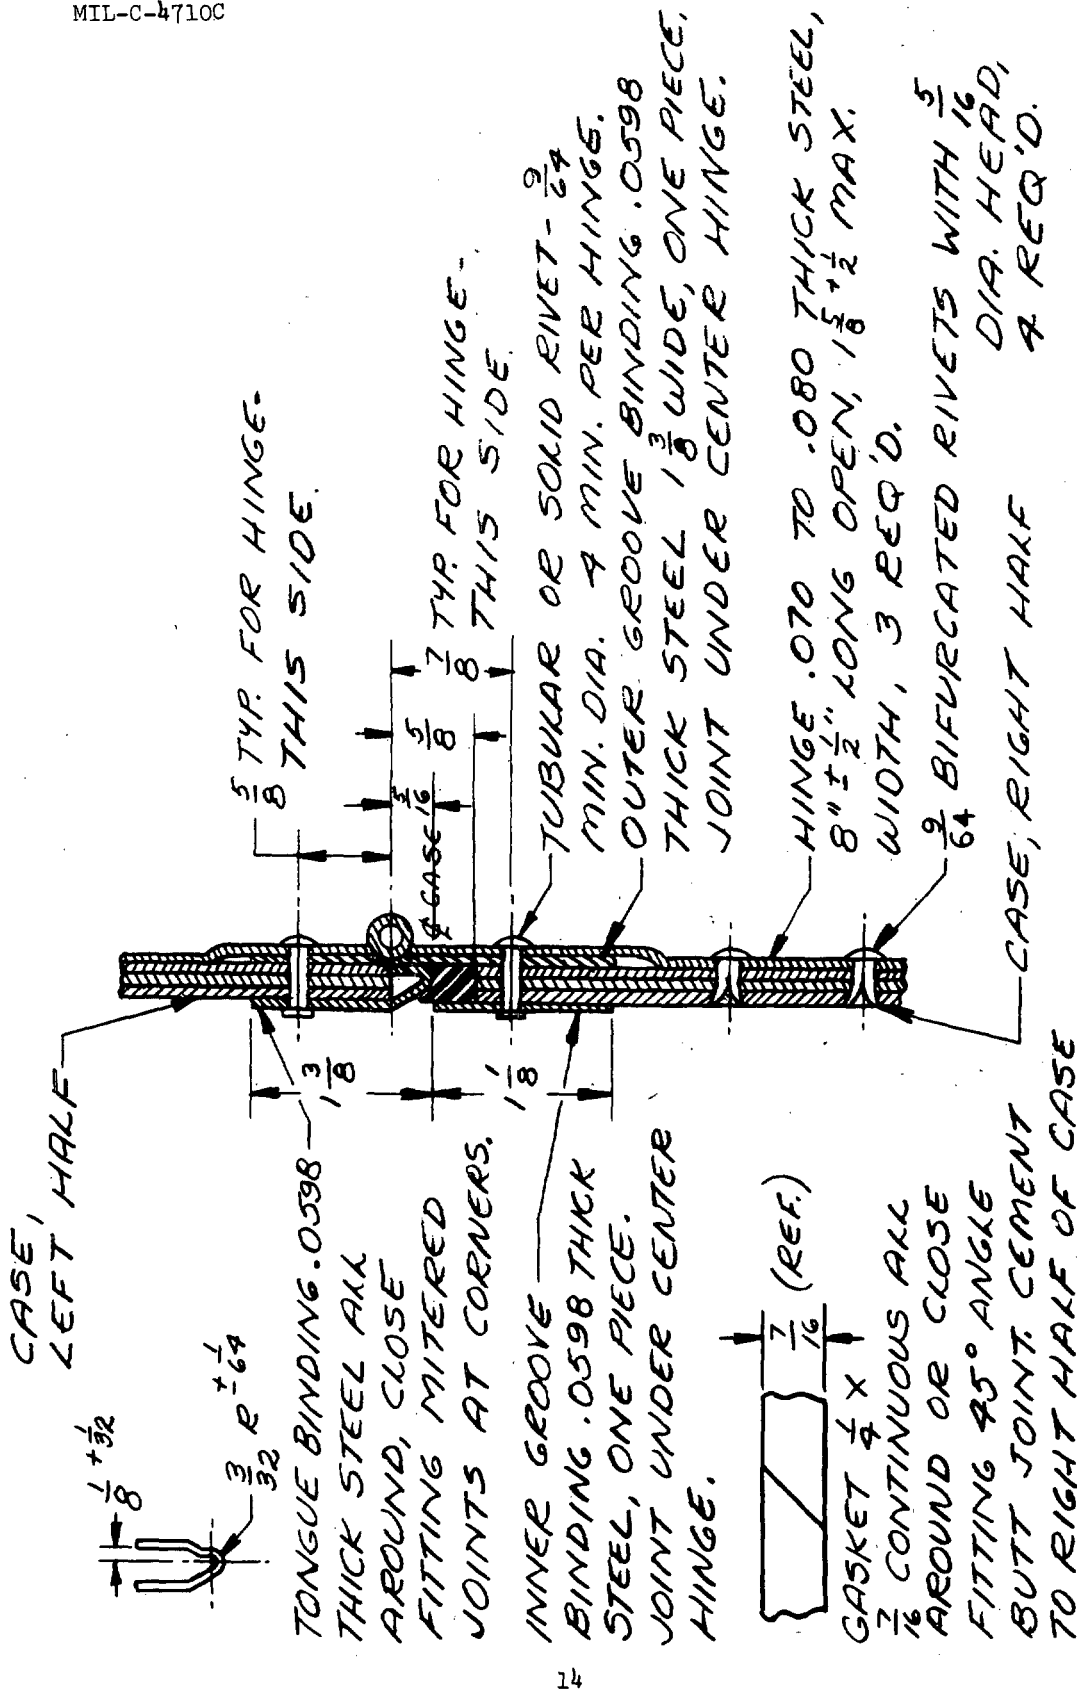 MIL-C-4710C
CASE,
LEFT HALF
1/8 ± 1/32
3/32 R ± 1/64
TONGUE BINDING .0598
THICK STEEL ALL
AROUND, CLOSE
FITTING MITERED
JOINTS AT CORNERS.
INNER GROOVE
BINDING .0598 THICK
STEEL, ONE PIECE.
JOINT UNDER CENTER
HINGE.
7/16 (REF.)
GASKET 1/4 X
7/16 CONTINUOUS ALL
AROUND OR CLOSE
FITTING 45° ANGLE
BUTT JOINT. CEMENT
TO RIGHT HALF OF CASE
1 3/8
1 1/8
5/8 TYP. FOR HINGE-
THIS SIDE.
℄ CASE
5/16
5/8
7/8
TYP. FOR HINGE-
THIS SIDE.
TUBULAR OR SOLID RIVET- 9/64
MIN. DIA. 4 MIN. PER HINGE.
OUTER GROOVE BINDING .0598
THICK STEEL 1 3/8 WIDE, ONE PIECE,
JOINT UNDER CENTER HINGE.
HINGE .070 TO .080 THICK STEEL,
8" ± 1/2" LONG OPEN, 1 5/8 + 1/2 MAX.
WIDTH, 3 REQ'D.
9/64 BIFURCATED RIVETS WITH 5/16
DIA. HEAD,
4 REQ'D.
CASE, RIGHT HALF
14